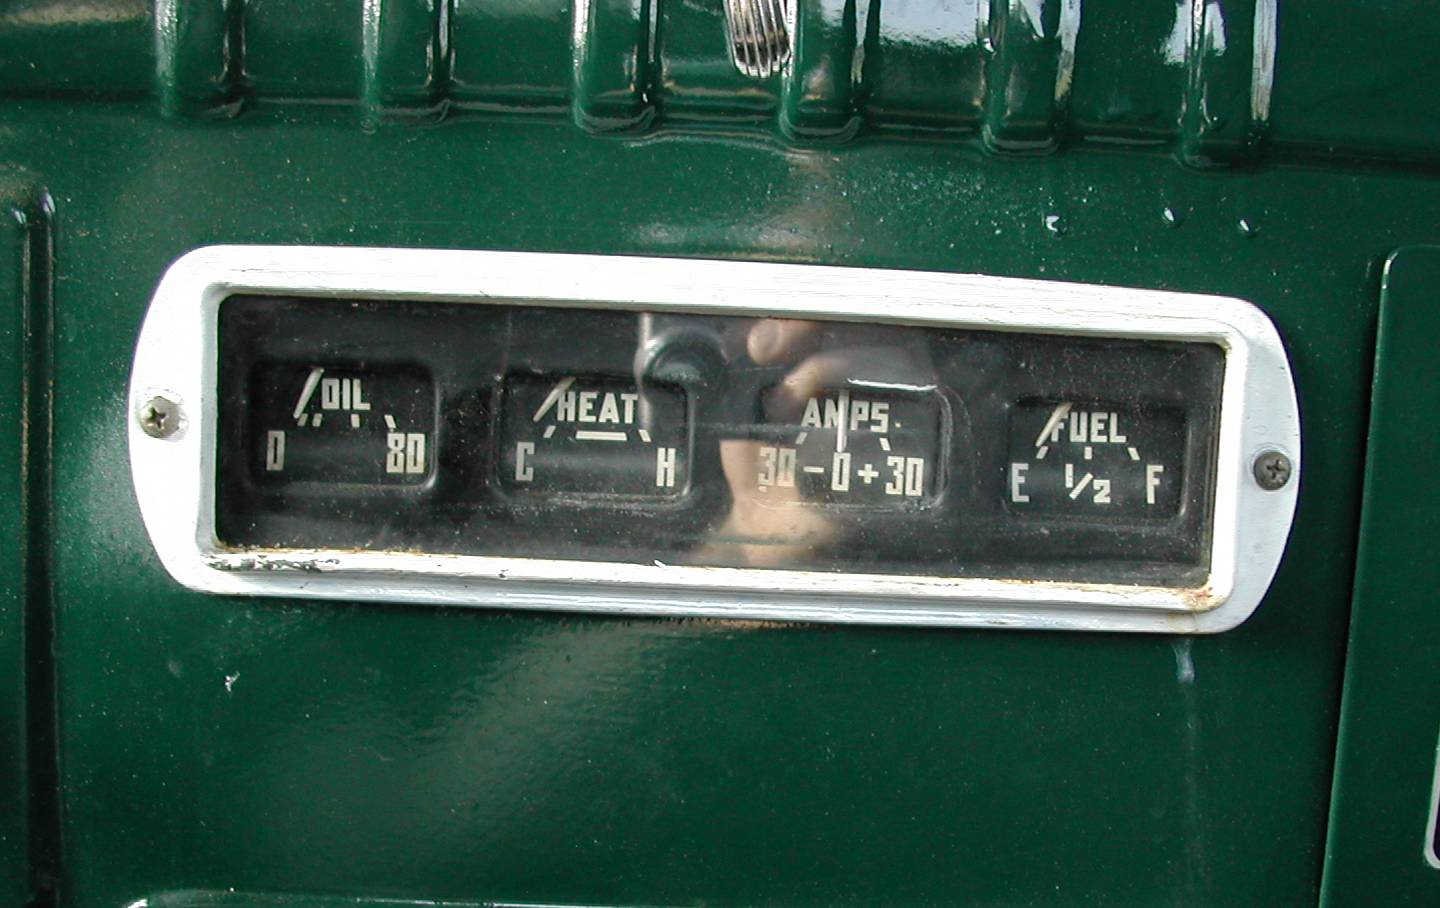 OIL
0 80
HEAT
C H
AMPS
30 - 0 + 30
FUEL
E 1/2 F